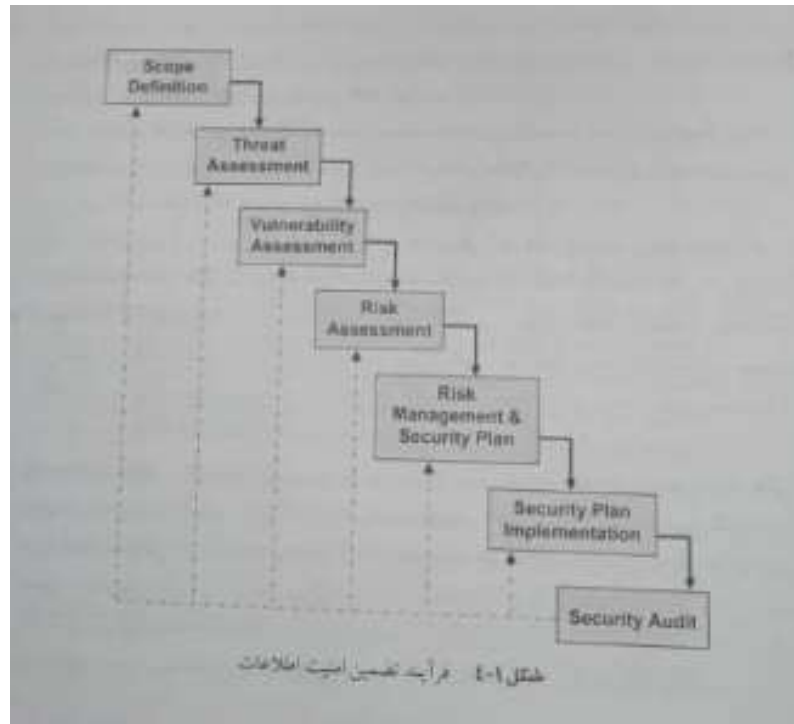 Scope
Definition
Threat
Assessment
Vulnerability
Assessment
Risk
Assessment
Risk
Management &
Security Plan
Security Plan
Implementation
Security Audit
شکل ۱-٤ فرآیند تضمین امنیت اطلاعات